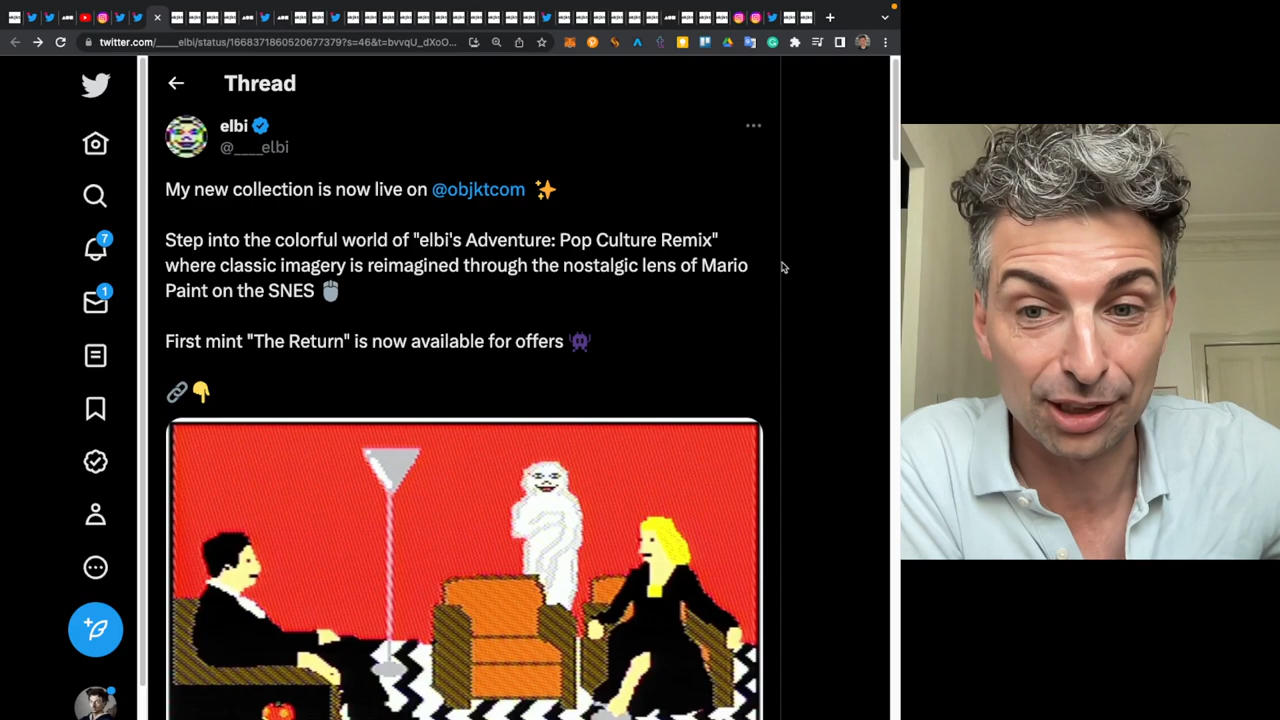 twitter.com/____elbi/status/1668371860520677379?s=46&t=bvvqU_dXoO...
Thread
elbi
@____elbi
My new collection is now live on @objktcom ✨
Step into the colorful world of "elbi's Adventure: Pop Culture Remix"
where classic imagery is reimagined through the nostalgic lens of Mario
Paint on the SNES 🖱️
First mint "The Return" is now available for offers 👾
🔗👇
7
1